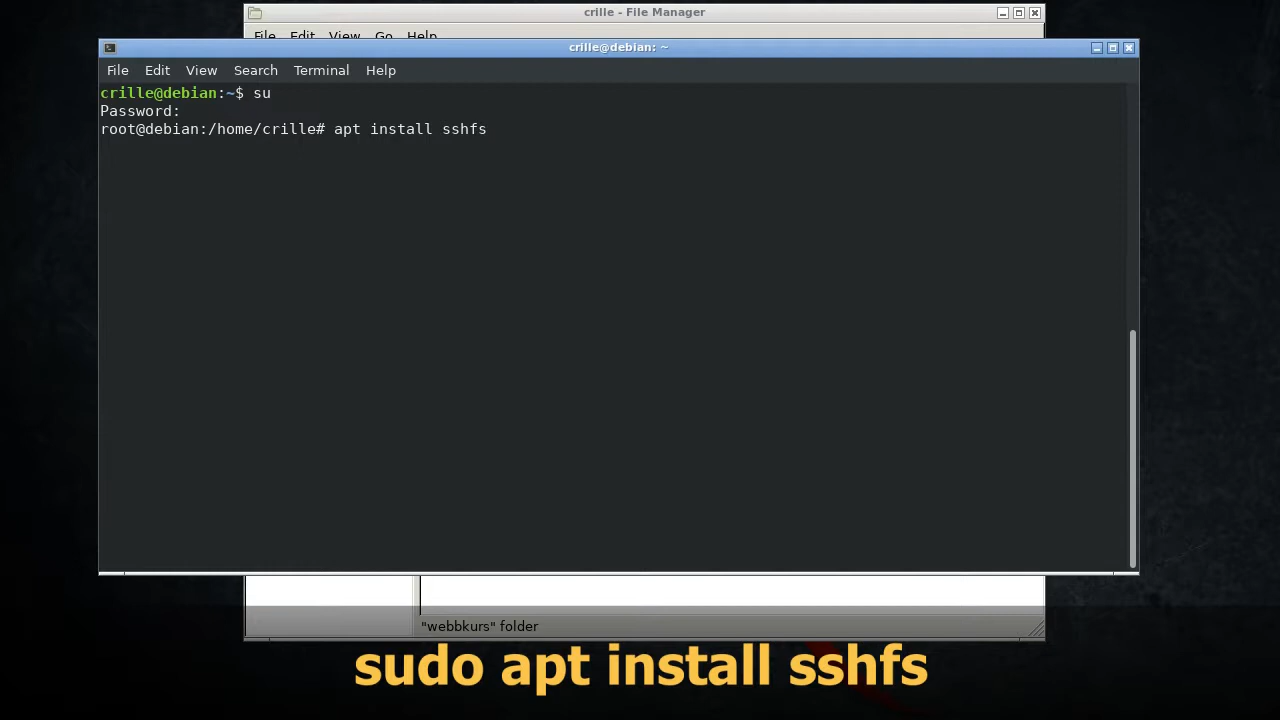 crille - File Manager
File Edit View Go Help
crille@debian: ~
File Edit View Search Terminal Help
crille@debian:~$ su
Password:
root@debian:/home/crille# apt install sshfs
"webbkurs" folder
sudo apt install sshfs